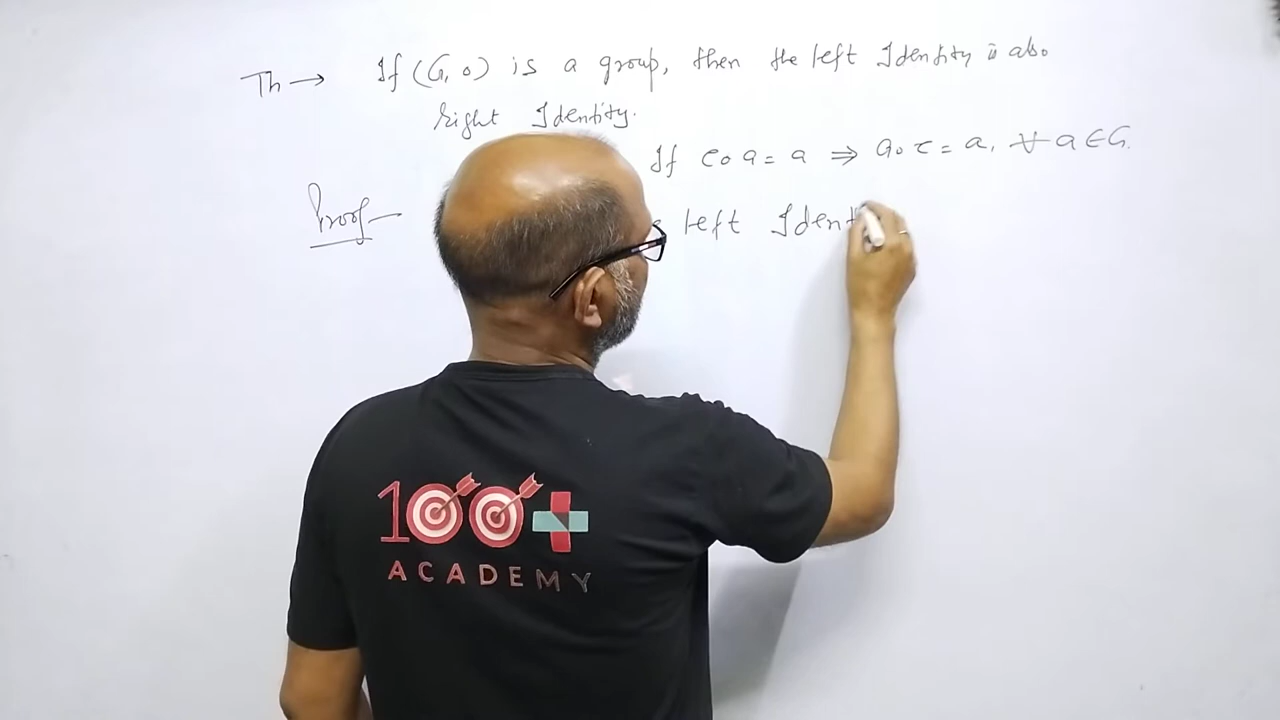 Th → If (G, o) is a group, then the left Identity is also
right Identity.
If e o a = a ⇒ a o e = a, ∀ a ∈ G.
Proof — left Ident
100+
ACADEMY